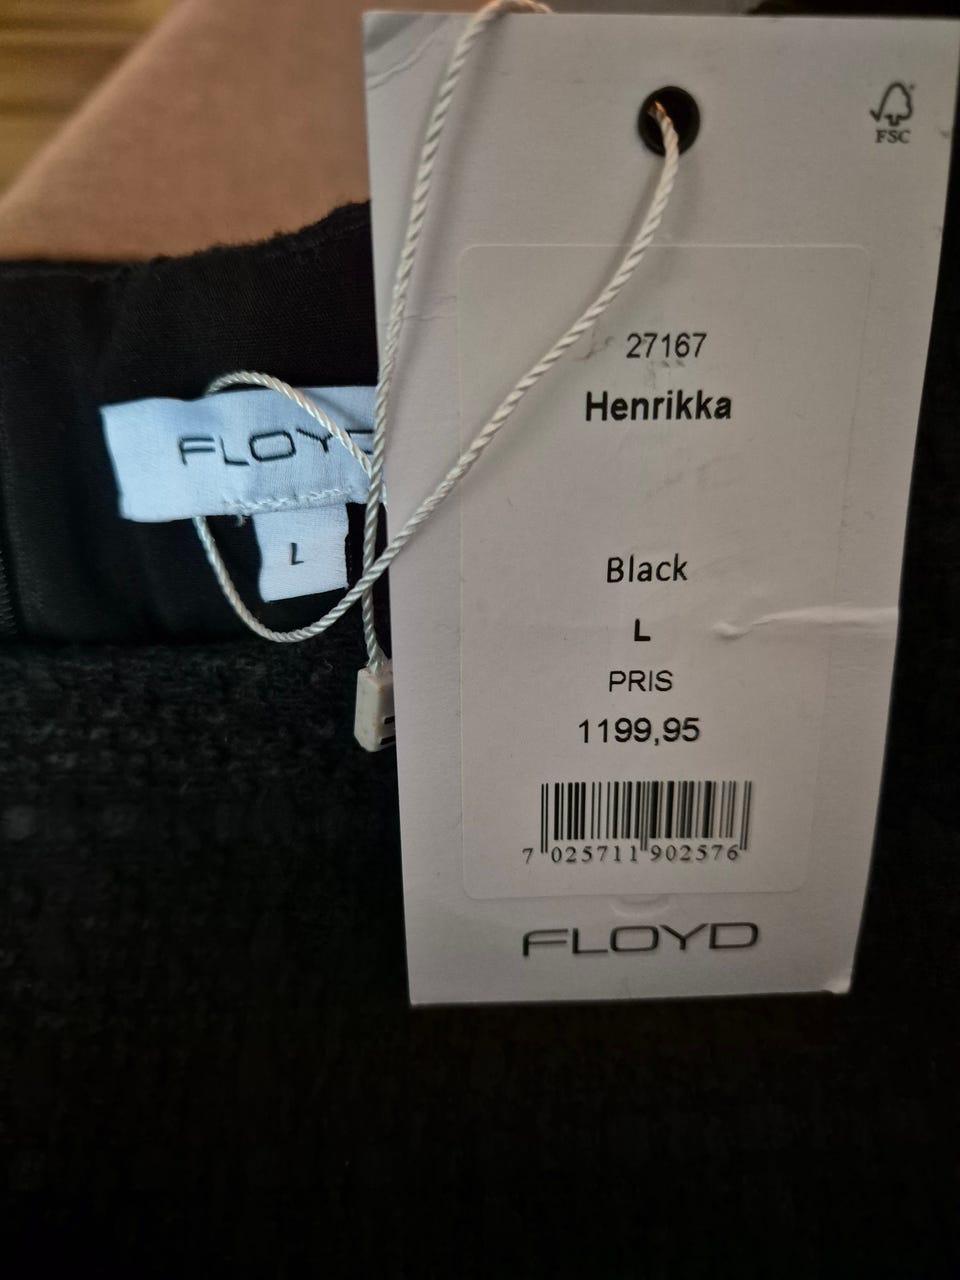 FSC
27167
Henrikka
FLOYD
L
Black
L
PRIS
1199,95
7 025711 902576
FLOYD